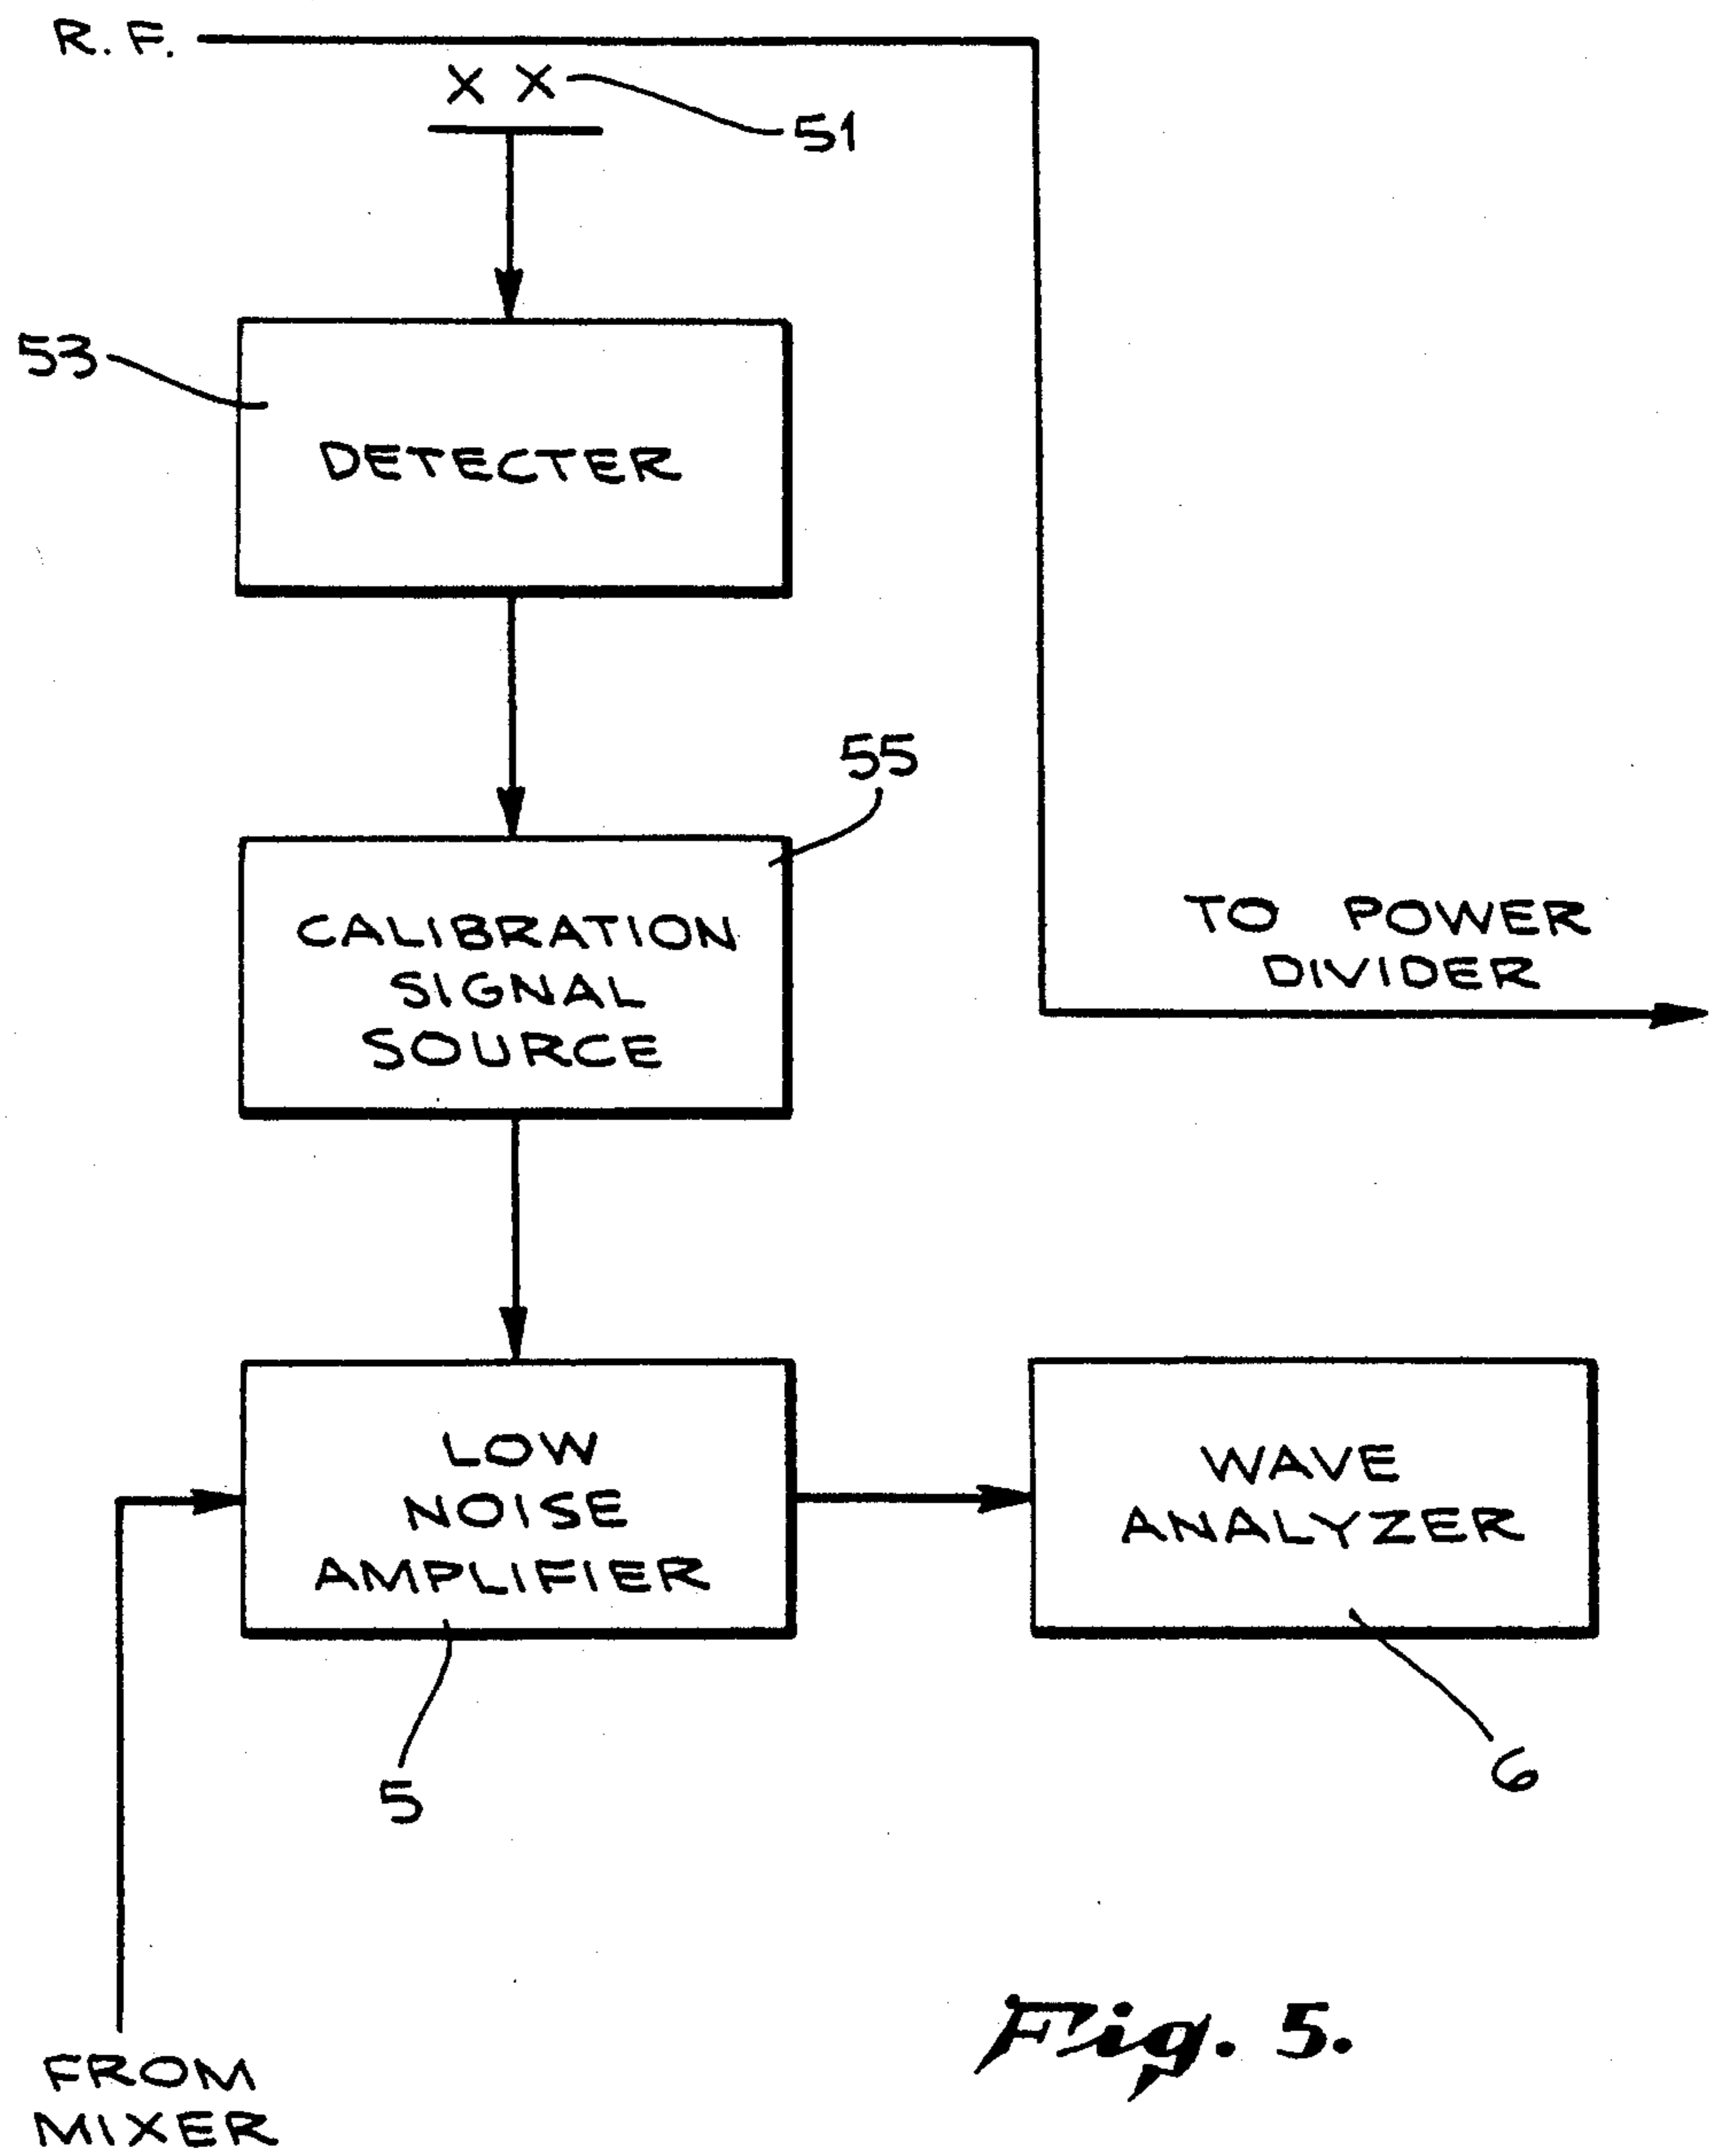 R. F.
X X
51
53
DETECTER
55
CALIBRATION
SIGNAL
SOURCE
TO POWER
DIVIDER
LOW
NOISE
AMPLIFIER
WAVE
ANALYZER
5
6
FROM
MIXER
Fig. 5.